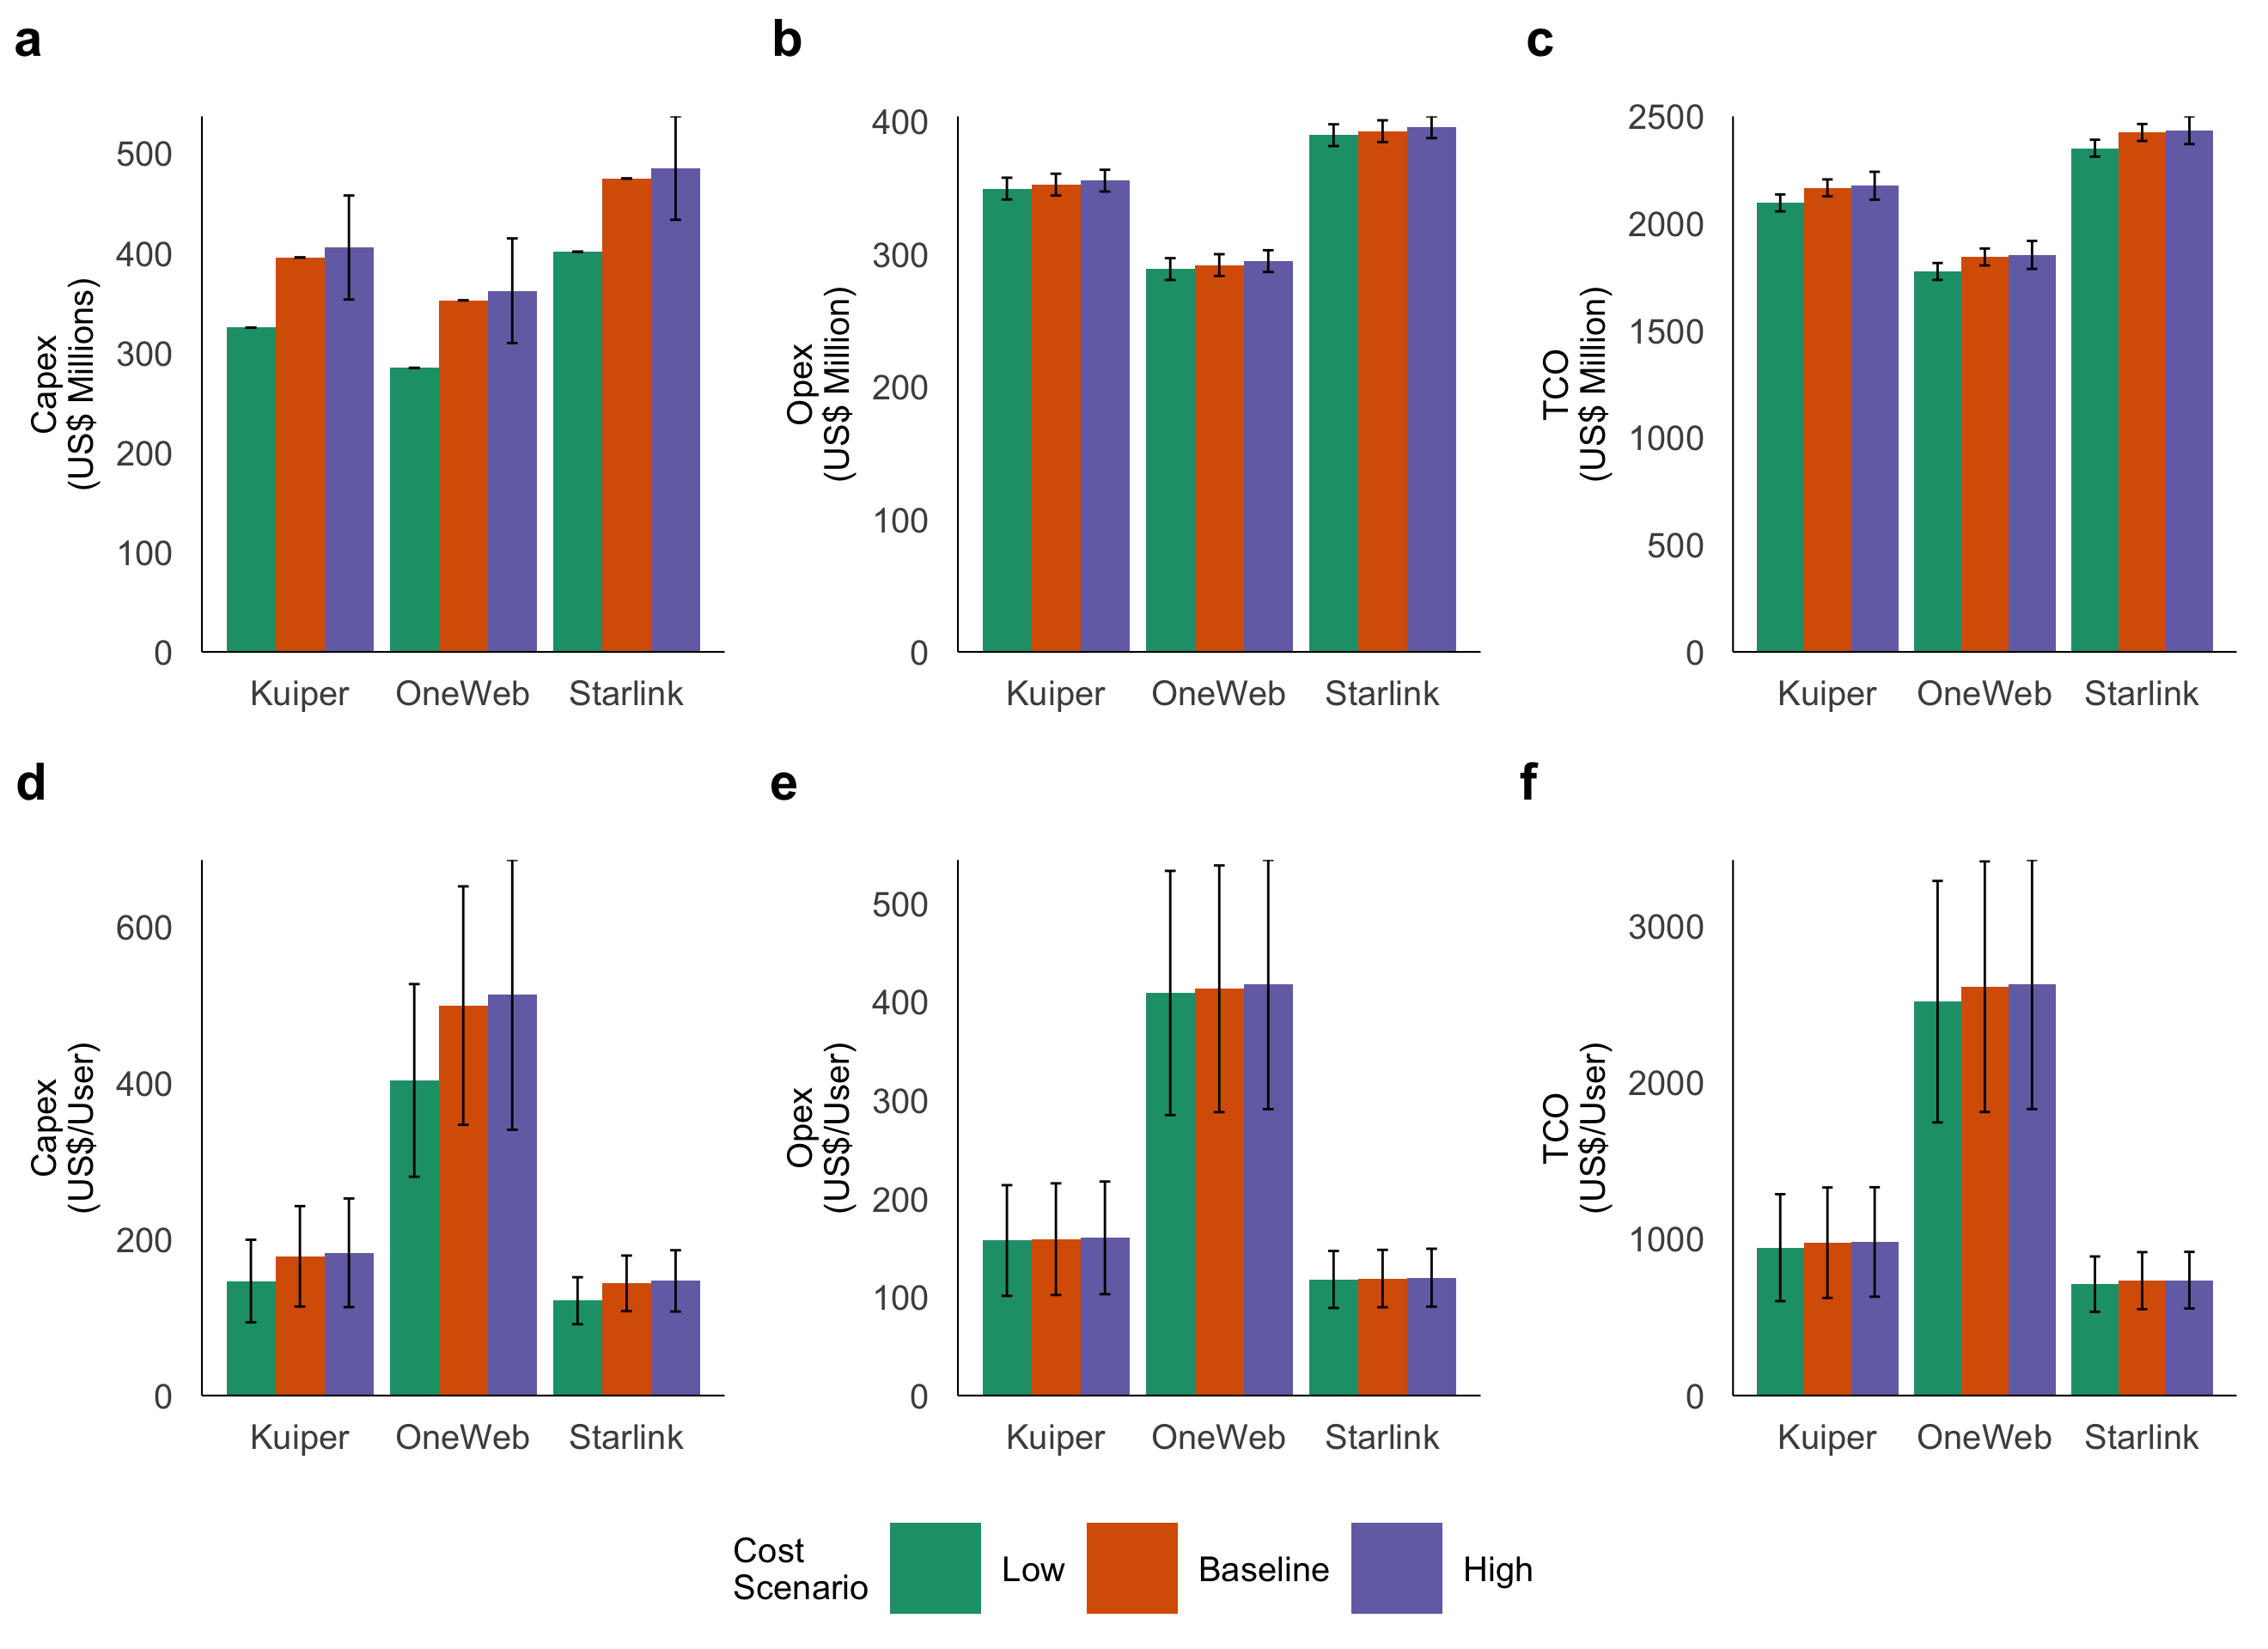 a
b
c
Capex
(US$ Millions)
500
400
300
200
100
0
Kuiper
OneWeb
Starlink
Opex
(US$ Million)
400
300
200
100
0
Kuiper
OneWeb
Starlink
TCO
(US$ Million)
2500
2000
1500
1000
500
0
Kuiper
OneWeb
Starlink
d
e
f
Capex
(US$/User)
600
400
200
0
Kuiper
OneWeb
Starlink
Opex
(US$/User)
500
400
300
200
100
0
Kuiper
OneWeb
Starlink
TCO
(US$/User)
3000
2000
1000
0
Kuiper
OneWeb
Starlink
Cost
Scenario
Low
Baseline
High